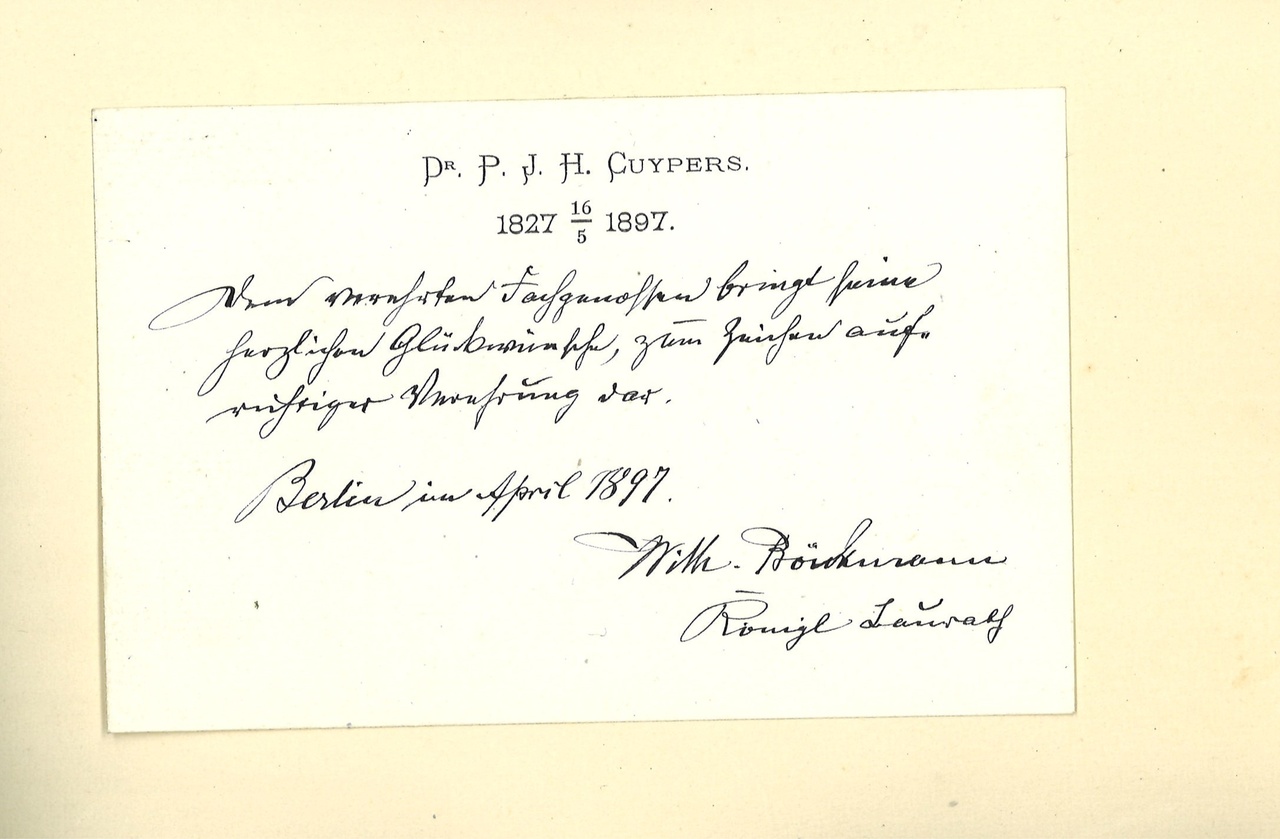 Dr. P. J. H. Cuypers.
1827 16/5 1897.
Dem verehrten Fachgenossen bringt seine
herzlichen Glückwünsche, zum Zeichen auf-
richtiger Verehrung dar.
Berlin im April 1897.
Wilh. Böckmann
Königl Baurath